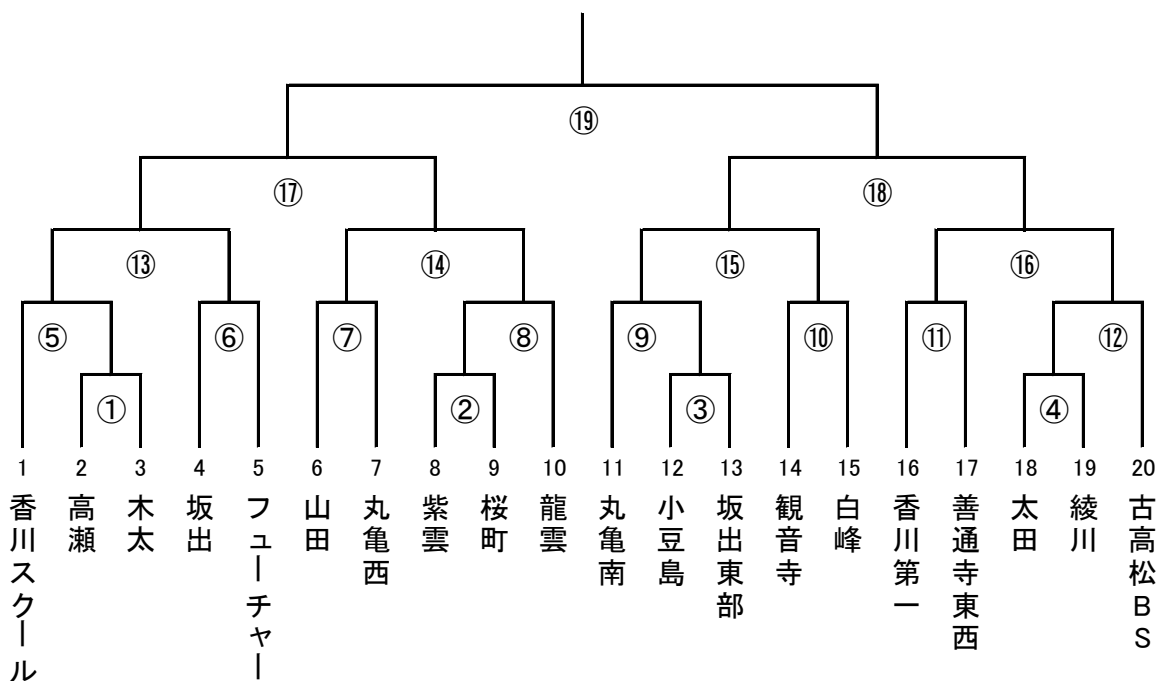 ⑲
⑰ ⑱
⑬ ⑭ ⑮ ⑯
⑤ ⑥ ⑦ ⑧ ⑨ ⑩ ⑪ ⑫
① ② ③ ④
1 2 3 4 5 6 7 8 9 10 11 12 13 14 15 16 17 18 19 20
香川スクール
高瀬
木太
坂出
フューチャー
山田
丸亀西
紫雲
桜町
龍雲
丸亀南
小豆島
坂出東部
観音寺
白峰
香川第一
善通寺東西
太田
綾川
古高松BS